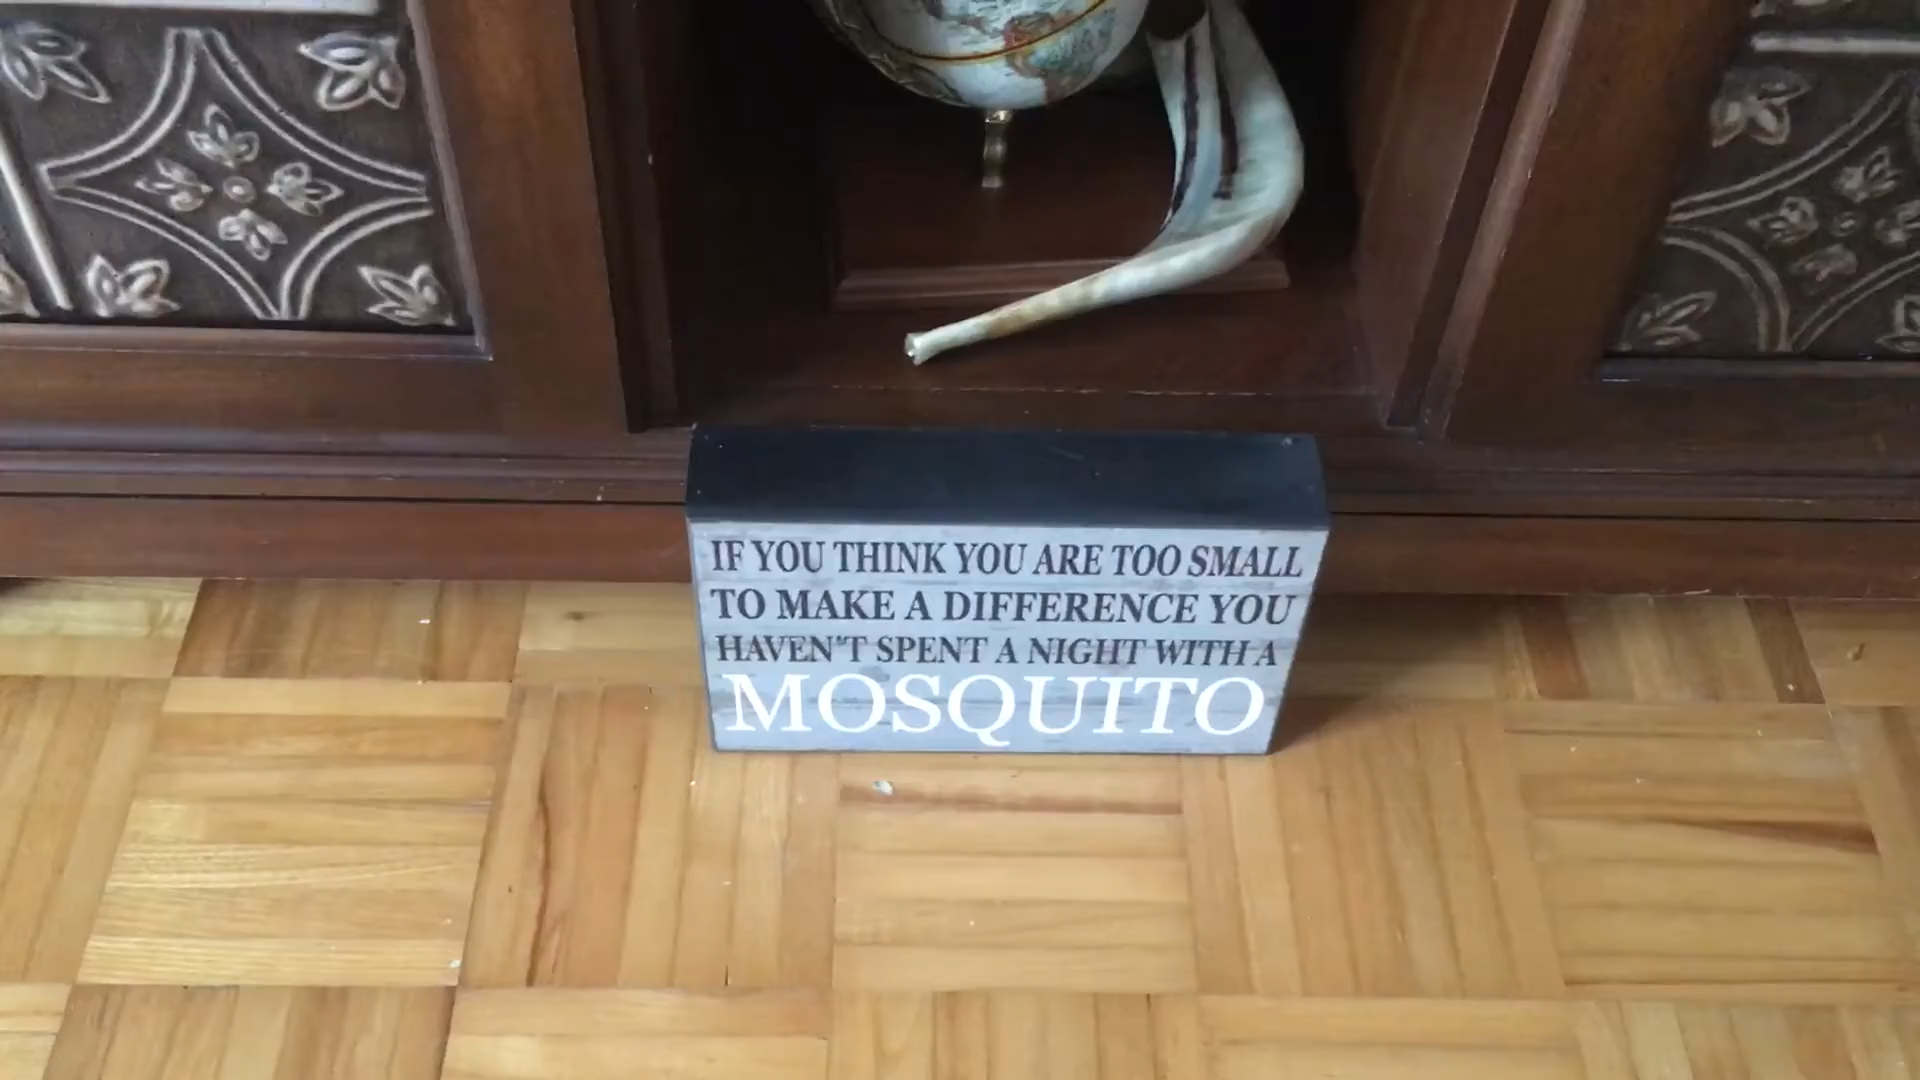 IF YOU THINK YOU ARE TOO SMALL
TO MAKE A DIFFERENCE YOU
HAVEN'T SPENT A NIGHT WITH A
MOSQUITO